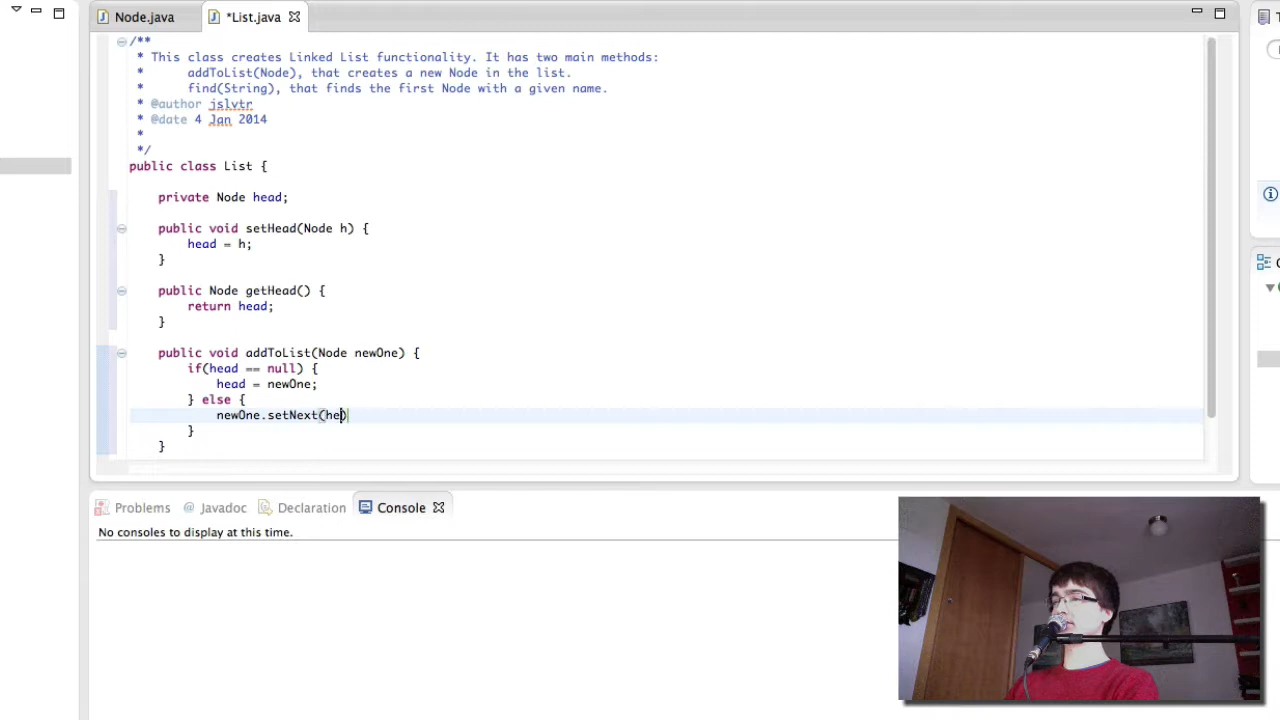 Node.java
*List.java
/**
* This class creates Linked List functionality. It has two main methods:
* addToList(Node), that creates a new Node in the list.
* find(String), that finds the first Node with a given name.
* @author jslvtr
* @date 4 Jan 2014
*
*/
public class List {
private Node head;
public void setHead(Node h) {
head = h;
}
public Node getHead() {
return head;
}
public void addToList(Node newOne) {
if(head == null) {
head = newOne;
} else {
newOne.setNext(he)
}
}
Problems @ Javadoc Declaration Console
No consoles to display at this time.